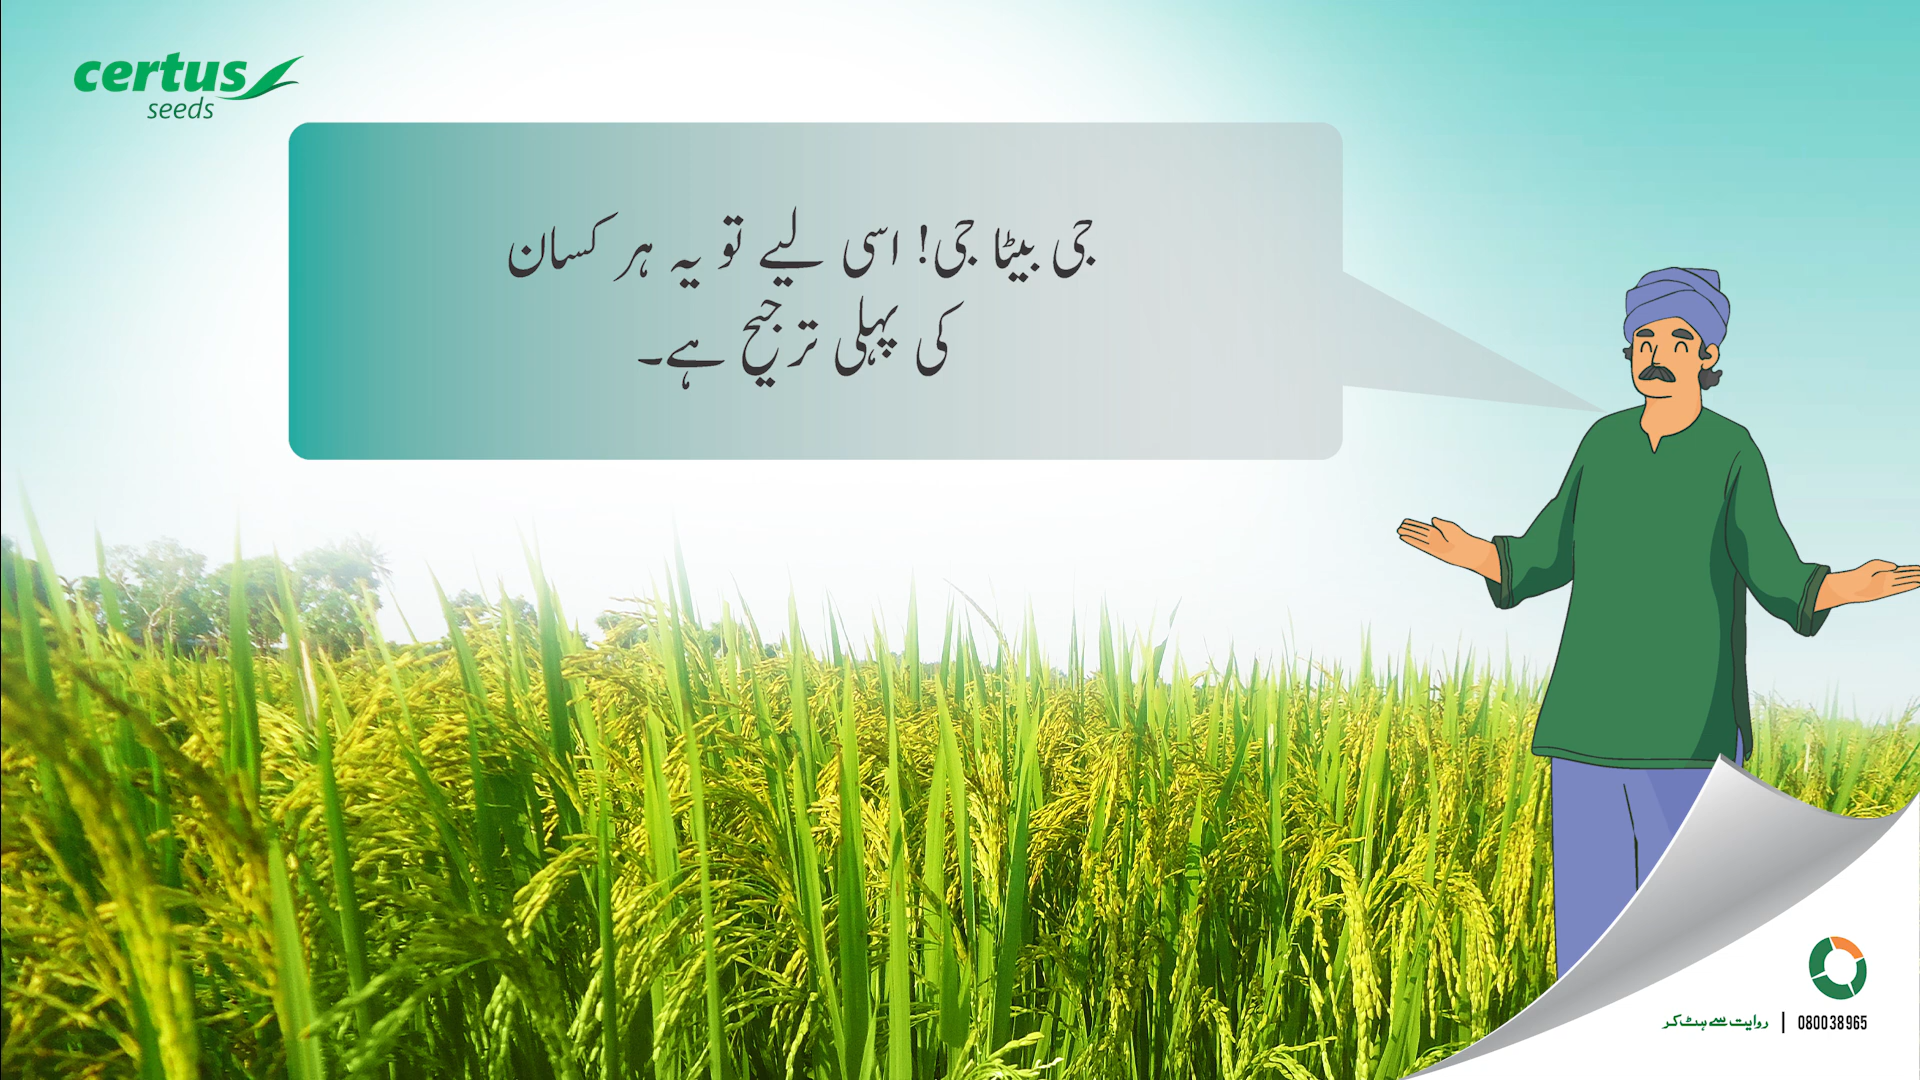 certus
seeds
جی بیٹا جی! اسی لیے تو یہ ہر کسان
کی پہلی ترجیح ہے۔
روایت سے ہٹ کر | 080038965